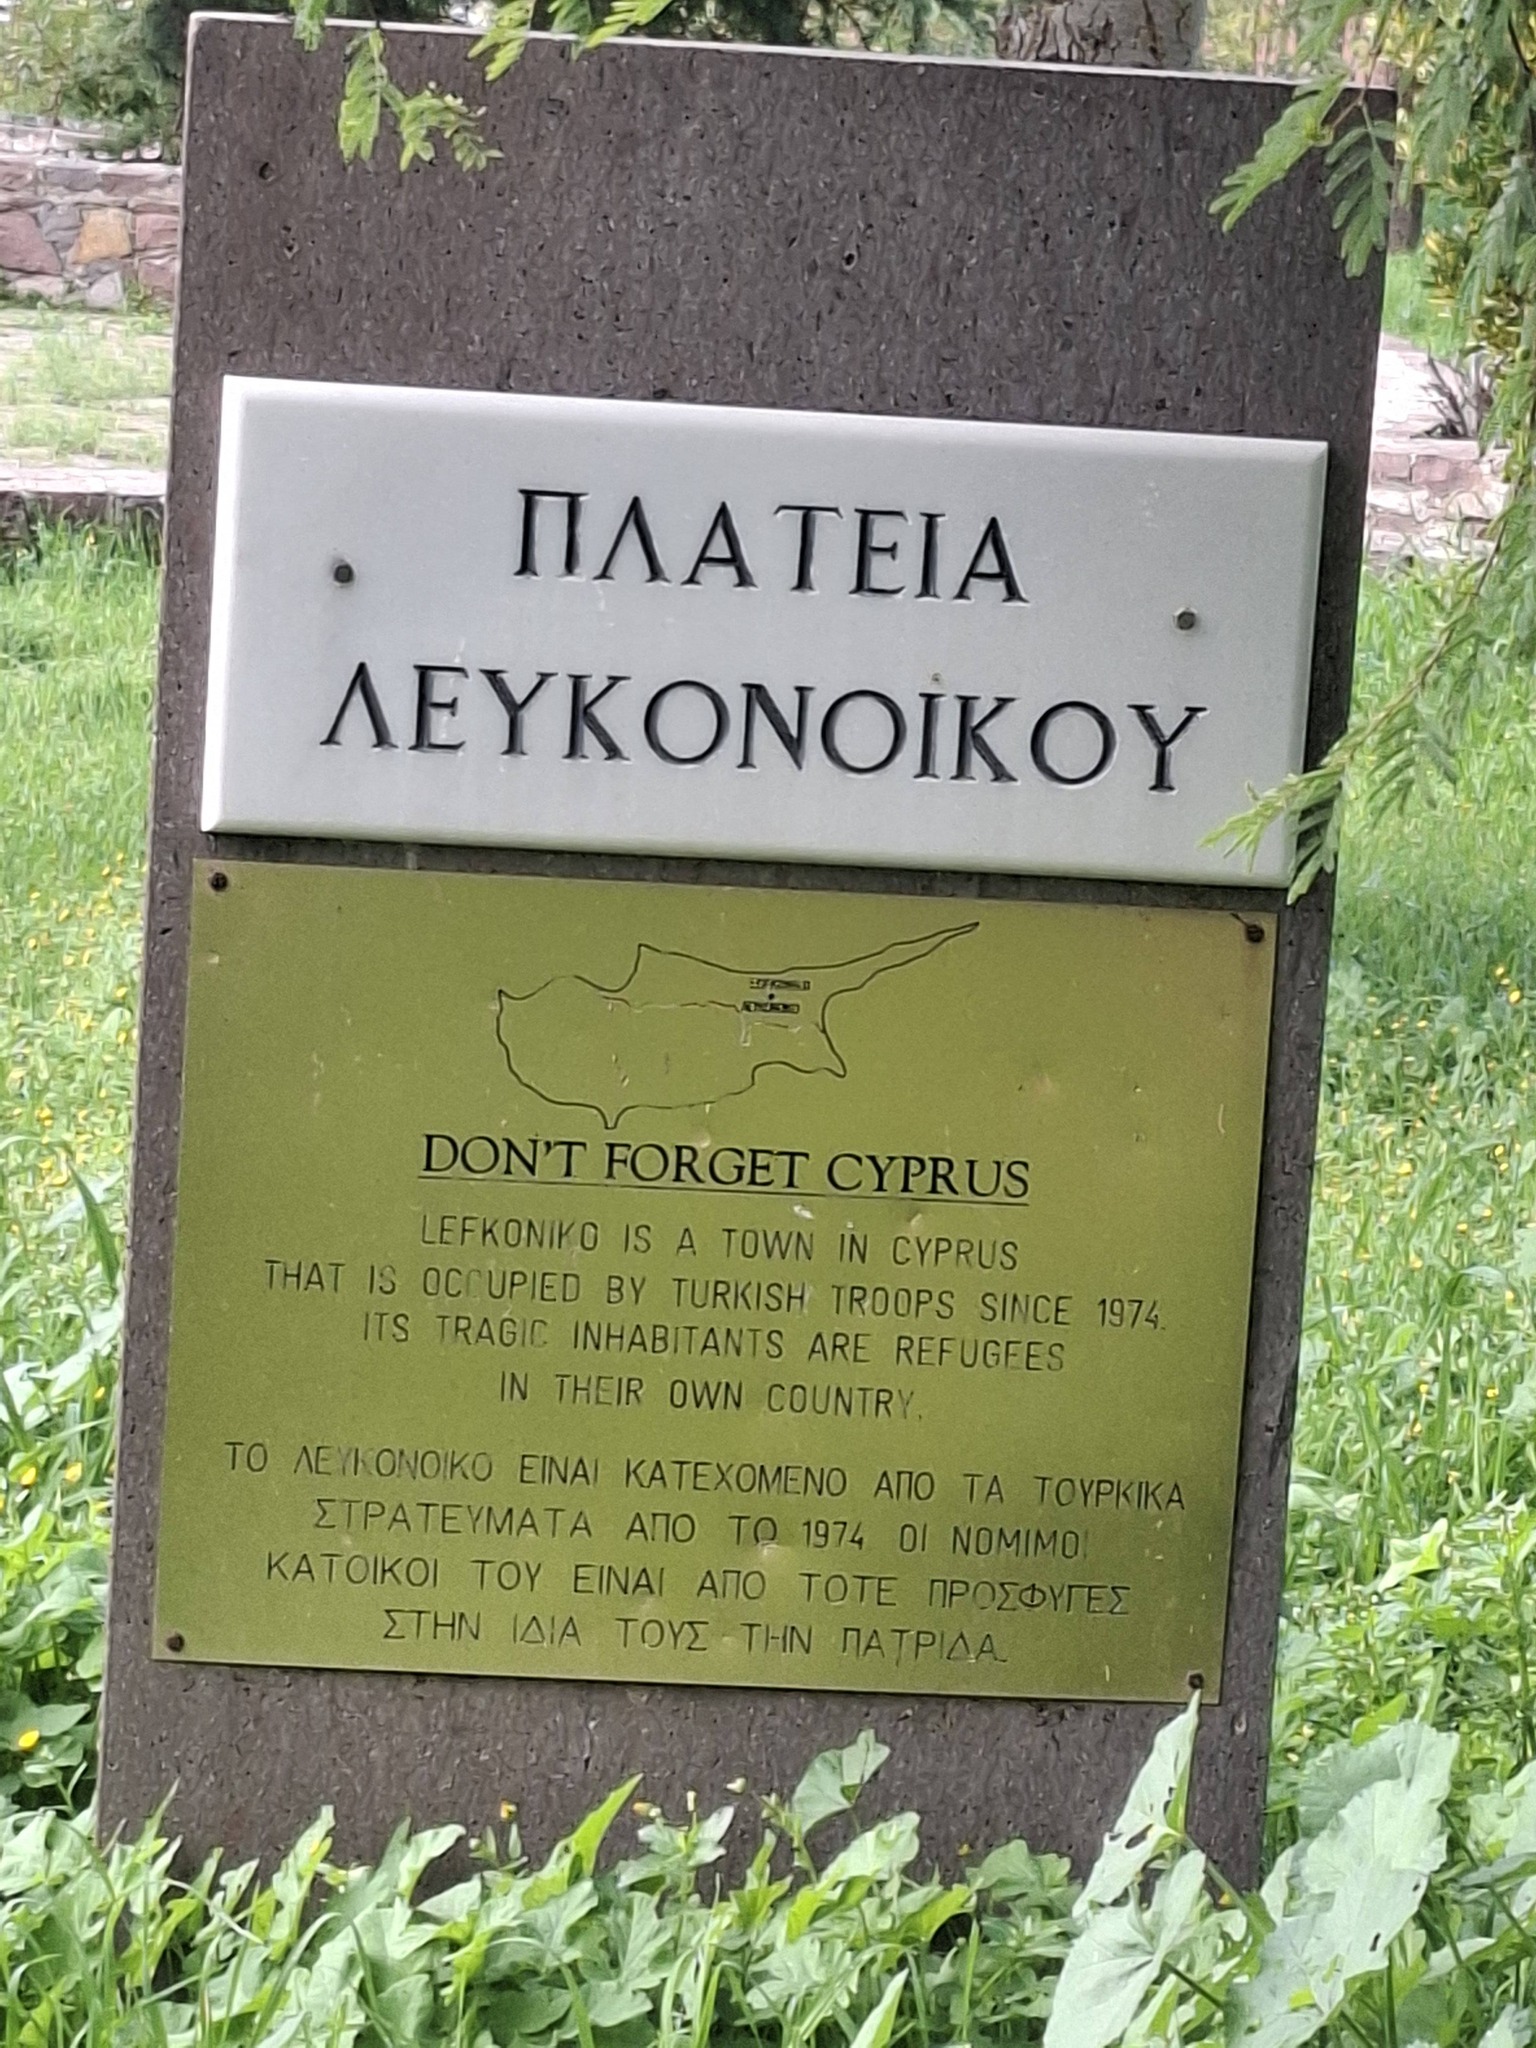 ΠΛΑΤΕΙΑ
ΛΕΥΚΟΝΟΙΚΟΥ
DON'T FORGET CYPRUS
LEFKONIKO IS A TOWN IN CYPRUS
THAT IS OCCUPIED BY TURKISH TROOPS SINCE 1974.
ITS TRAGIC INHABITANTS ARE REFUGEES
IN THEIR OWN COUNTRY.
ΤΟ ΛΕΥΚΟΝΟΙΚΟ ΕΙΝΑΙ ΚΑΤΕΧΟΜΕΝΟ ΑΠΟ ΤΑ ΤΟΥΡΚΙΚΑ
ΣΤΡΑΤΕΥΜΑΤΑ ΑΠΟ ΤΟ 1974 ΟΙ ΝΟΜΙΜΟΙ
ΚΑΤΟΙΚΟΙ ΤΟΥ ΕΙΝΑΙ ΑΠΟ ΤΟΤΕ ΠΡΟΣΦΥΓΕΣ
ΣΤΗΝ ΙΔΙΑ ΤΟΥΣ ΤΗΝ ΠΑΤΡΙΔΑ.